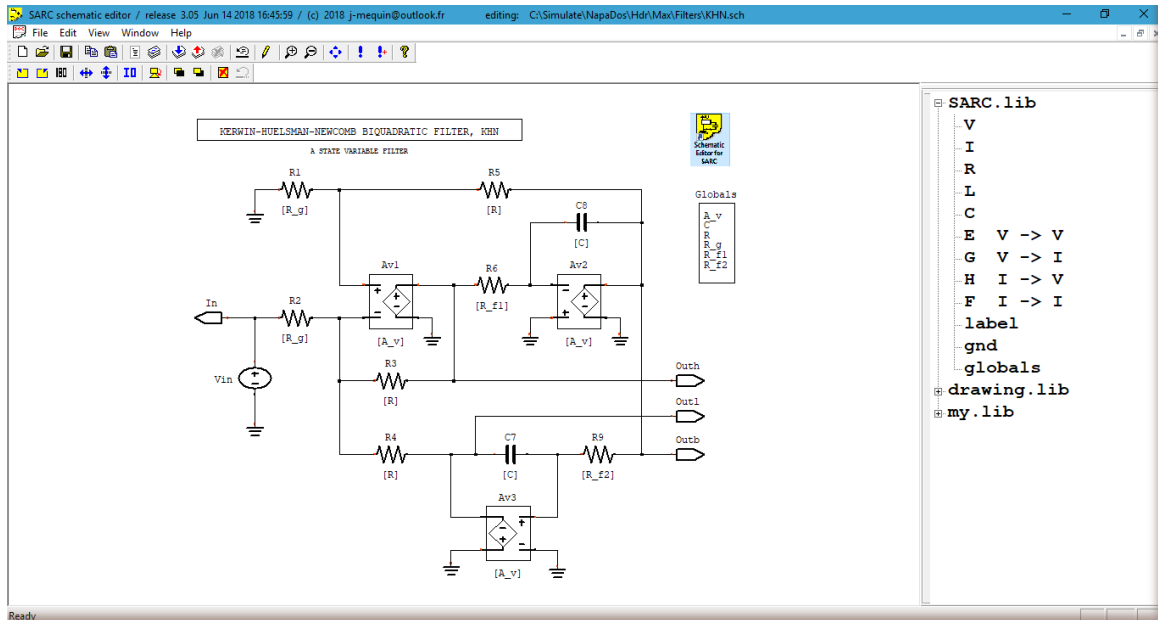 SARC schematic editor / release 3.05 Jun 14 2018 16:45:59 / (c) 2018 j-mequin@outlook.fr editing: C:\Simulate\NapaDos\Hdr\Max\Filters\KHN.sch
File Edit View Window Help
KERWIN-HUELSMAN-NEWCOMB BIQUADRATIC FILTER, KHN
A STATE VARIABLE FILTER
Schematic
Editor for
SARC
R1
[R_g]
R5
[R]
C8
[C]
Globals
A_v
C
R
R_g
R_f1
R_f2
Av1
[A_v]
R6
[R_f1]
Av2
[A_v]
In
R2
[R_g]
Vin
R3
[R]
Outh
Outl
R4
[R]
C7
[C]
R9
[R_f2]
Outb
Av3
[A_v]
SARC.lib
V
I
R
L
C
E V -> V
G V -> I
H I -> V
F I -> I
label
gnd
globals
drawing.lib
my.lib
Ready